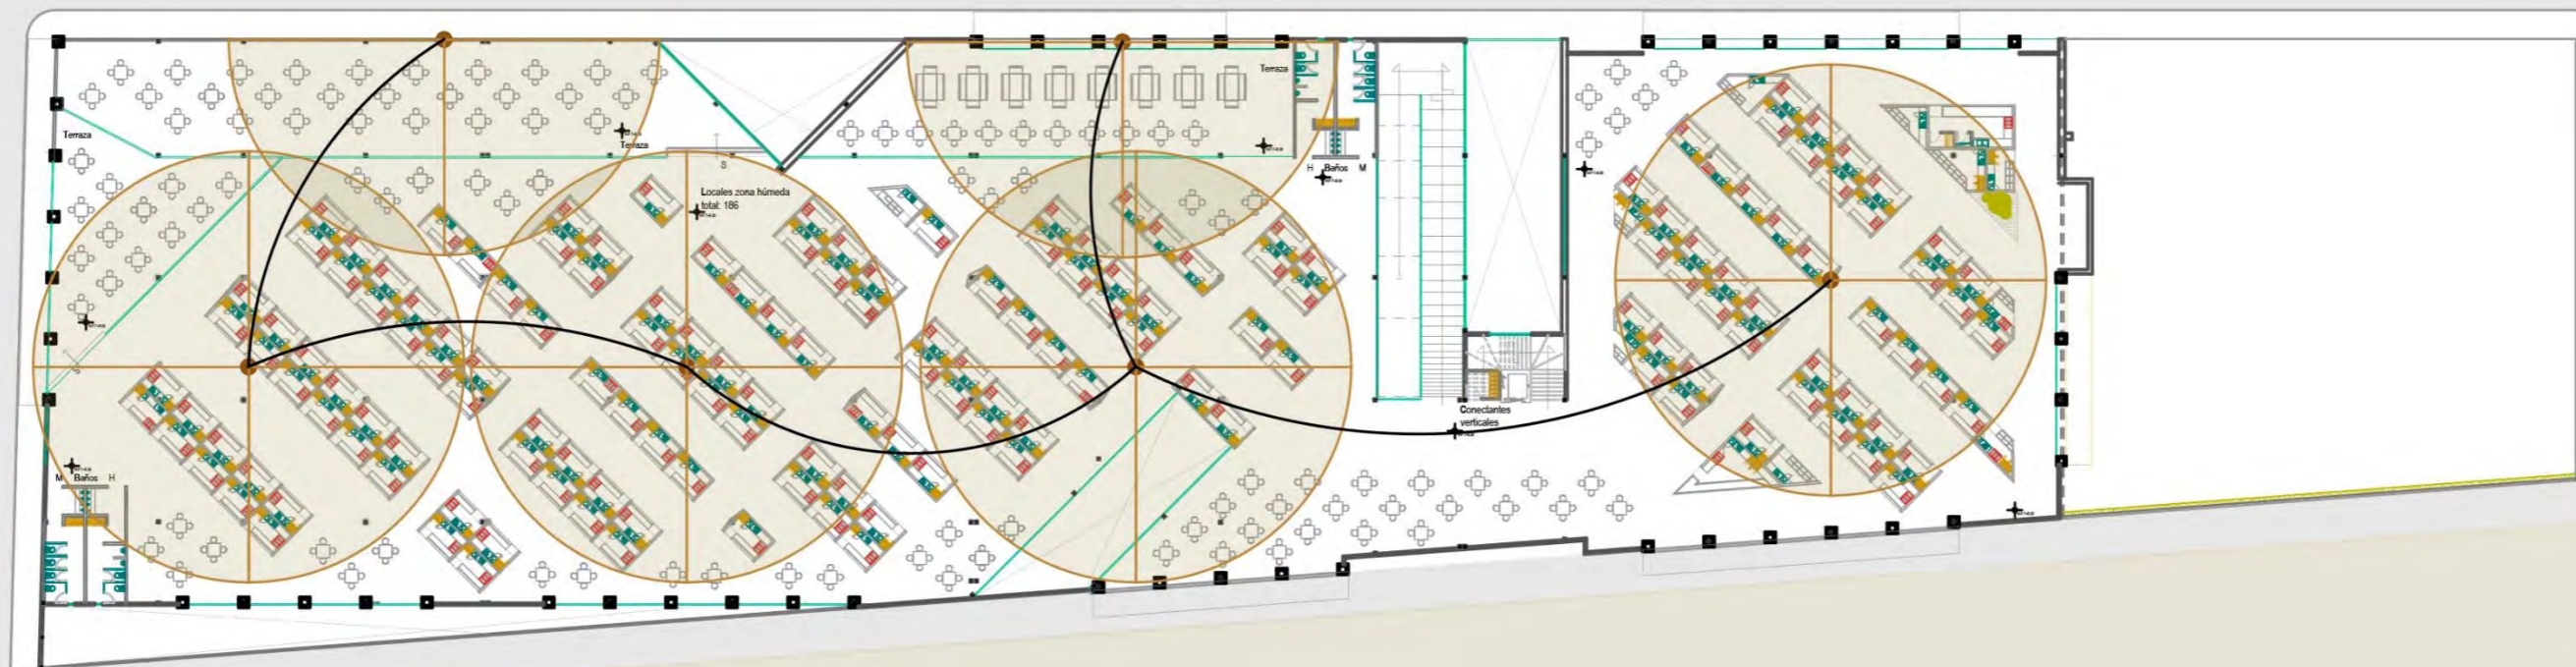 Terraza
Terraza
Terraza
S
Locales zona húmeda
total: 186
H Baños M
S
Conectantes
verticales
M Baños H